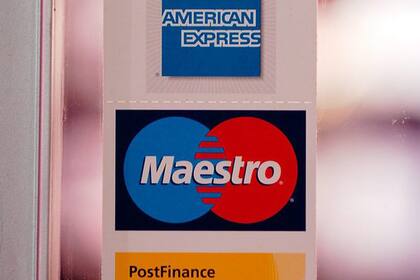 AMERICAN
EXPRESS
®
Maestro®
PostFinance